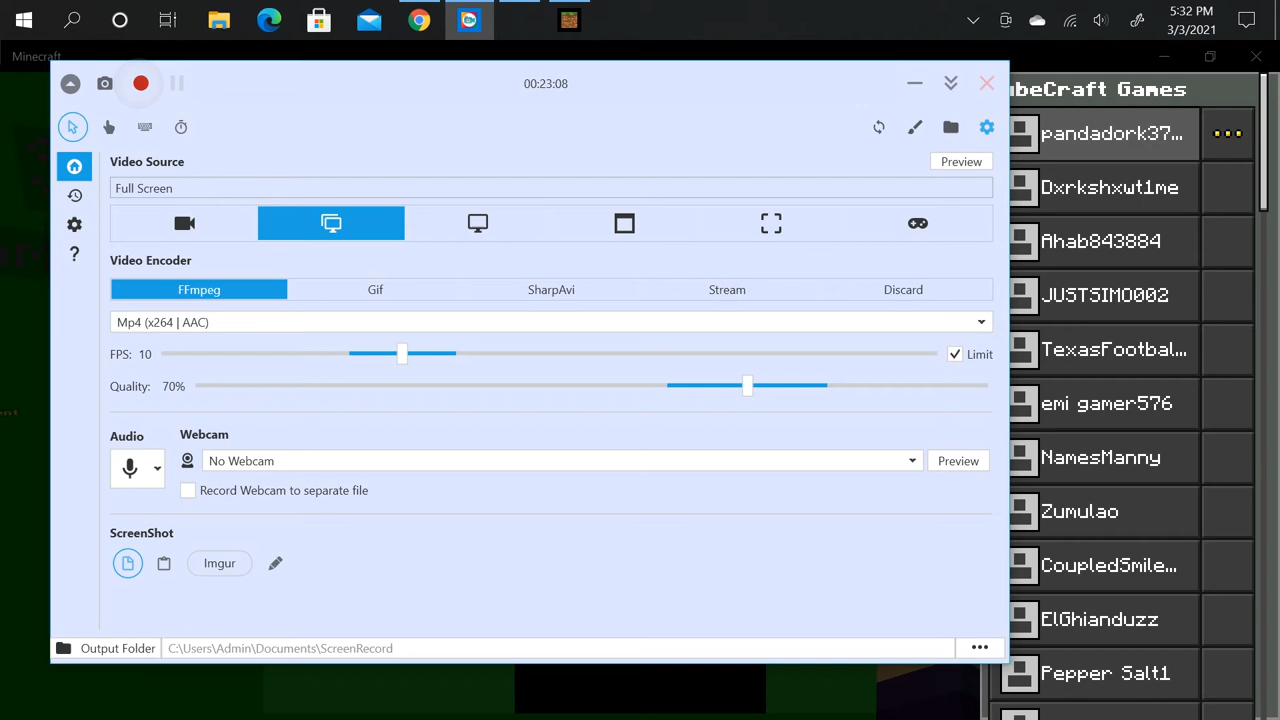 5:32 PM
3/3/2021
Minecraft
00:23:08
Video Source
Preview
Full Screen
Video Encoder
FFmpeg
Gif
SharpAvi
Stream
Discard
Mp4 (x264 | AAC)
FPS: 10
Limit
Quality: 70%
Audio
Webcam
No Webcam
Preview
Record Webcam to separate file
ScreenShot
Imgur
Output Folder
C:\Users\Admin\Documents\ScreenRecord
ubeCraft Games
pandadork37...
Dxrkshxwt1me
Ahab843884
JUSTSIMO002
TexasFootbal...
emi gamer576
NamesManny
Zumulao
CoupledSmile...
ElGhianduzz
Pepper Salt1